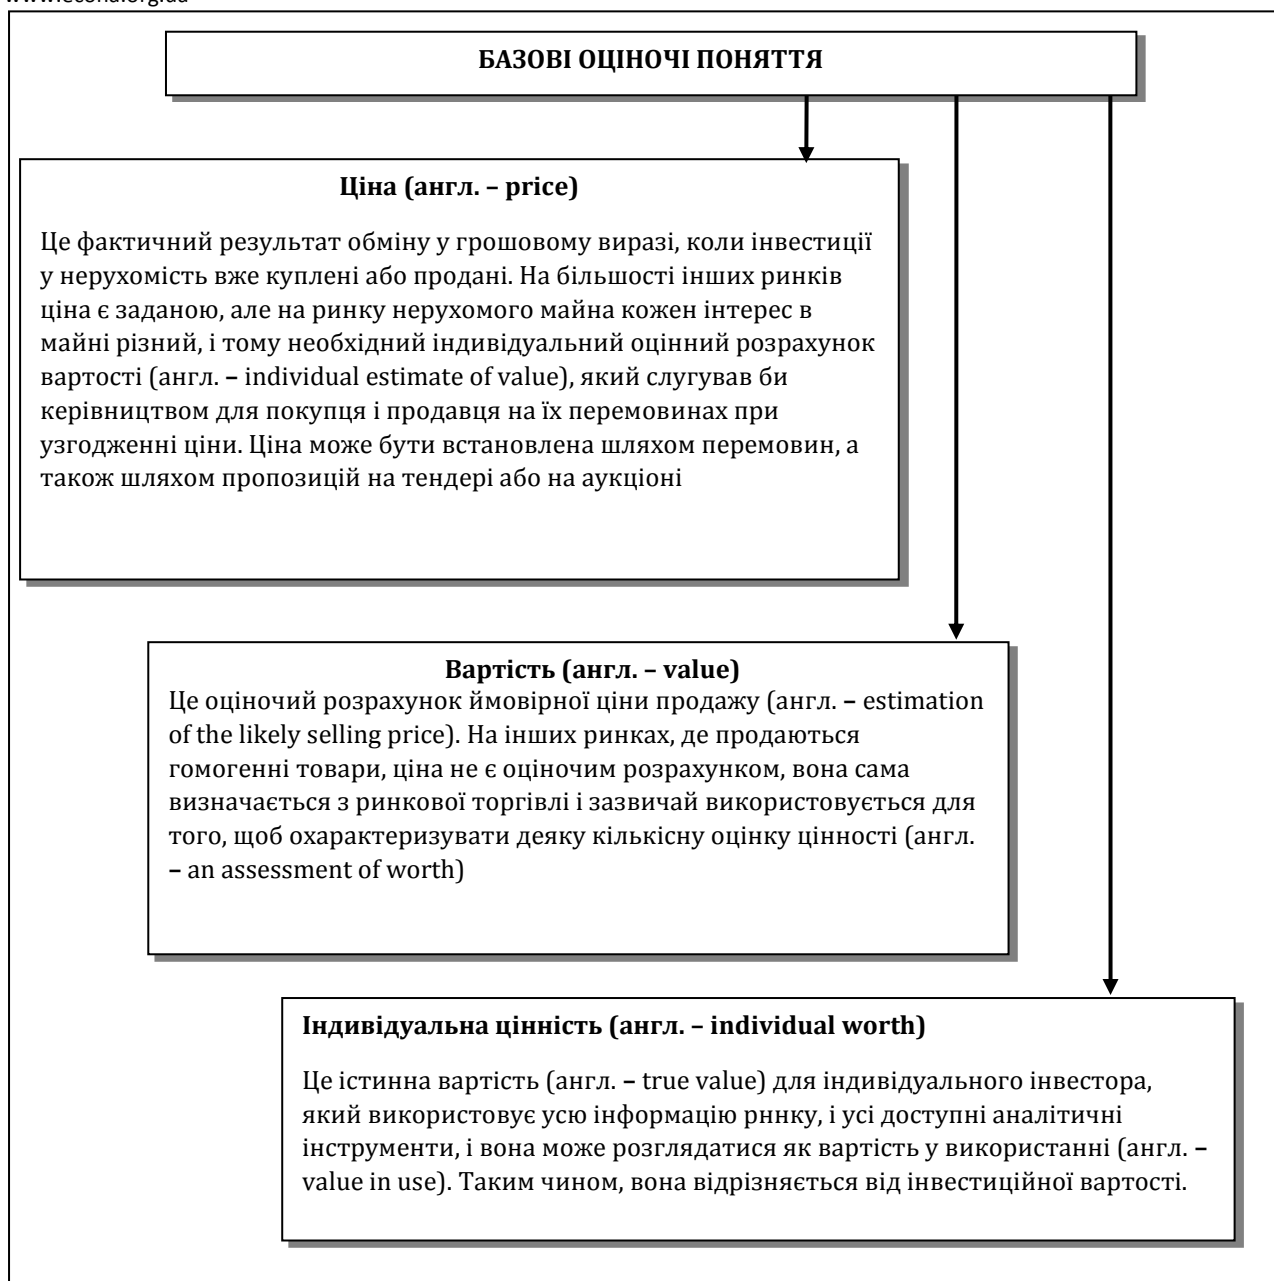 БАЗОВІ ОЦІНОЧІ ПОНЯТТЯ
Ціна (англ. – price)
Це фактичний результат обміну у грошовому виразі, коли інвестиції
у нерухомість вже куплені або продані. На більшості інших ринків
ціна є заданою, але на ринку нерухомого майна кожен інтерес в
майні різний, і тому необхідний індивідуальний оцінний розрахунок
вартості (англ. – individual estimate of value), який слугував би
керівництвом для покупця і продавця на їх перемовинах при
узгодженні ціни. Ціна може бути встановлена шляхом перемовин, а
також шляхом пропозицій на тендері або на аукціоні
Вартість (англ. – value)
Це оціночий розрахунок ймовірної ціни продажу (англ. – estimation
of the likely selling price). На інших ринках, де продаються
гомогенні товари, ціна не є оціночим розрахунком, вона сама
визначається з ринкової торгівлі і зазвичай використовується для
того, щоб охарактеризувати деяку кількісну оцінку цінності (англ.
– an assessment of worth)
Індивідуальна цінність (англ. – individual worth)
Це істинна вартість (англ. – true value) для індивідуального інвестора,
який використовує усю інформацію рннку, і усі доступні аналітичні
інструменти, і вона може розглядатися як вартість у використанні (англ. –
value in use). Таким чином, вона відрізняється від інвестиційної вартості.